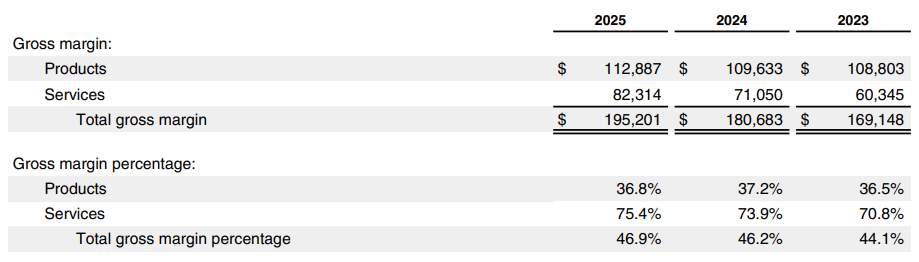 2025 2024 2023
Gross margin:
Products $ 112,887 $ 109,633 $ 108,803
Services 82,314 71,050 60,345
Total gross margin $ 195,201 $ 180,683 $ 169,148
Gross margin percentage:
Products 36.8% 37.2% 36.5%
Services 75.4% 73.9% 70.8%
Total gross margin percentage 46.9% 46.2% 44.1%